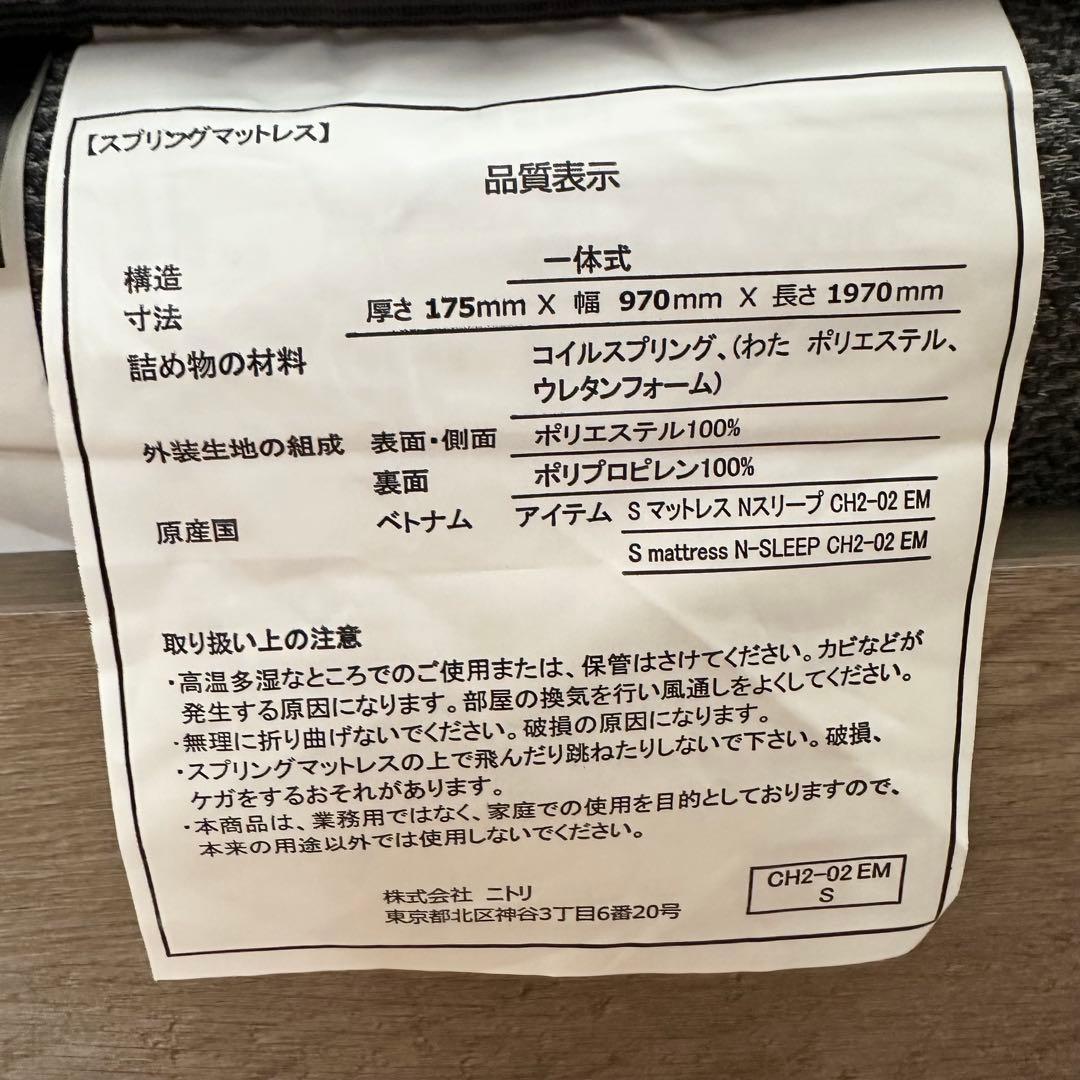 【スプリングマットレス】
品質表示
構造 一体式
寸法 厚さ 175mm X 幅 970mm X 長さ 1970mm
詰め物の材料 コイルスプリング、(わた ポリエステル、
ウレタンフォーム)
外装生地の組成 表面・側面 ポリエステル100%
裏面 ポリプロピレン100%
原産国 ベトナム アイテム S マットレス Nスリープ CH2-02 EM
S mattress N-SLEEP CH2-02 EM
取り扱い上の注意
・高温多湿なところでのご使用または、保管はさけてください。カビなどが
発生する原因になります。部屋の換気を行い風通しをよくしてください。
・無理に折り曲げないでください。破損の原因になります。
・スプリングマットレスの上で飛んだり跳ねたりしないで下さい。破損、
ケガをするおそれがあります。
・本商品は、業務用ではなく、家庭での使用を目的としておりますので、
本来の用途以外では使用しないでください。
株式会社 ニトリ
東京都北区神谷3丁目6番20号
CH2-02 EM
S